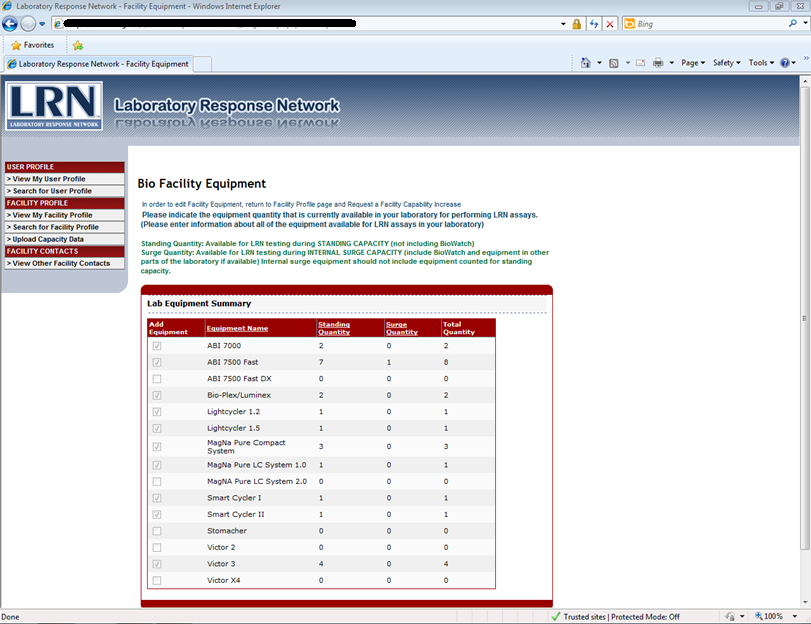 Laboratory Response Network - Facility Equipment - Windows Internet Explorer
Bing
Favorites
Laboratory Response Network - Facility Equipment
Page Safety Tools
LRN
LABORATORY RESPONSE NETWORK
Laboratory Response Network
USER PROFILE
> View My User Profile
> Search for User Profile
FACILITY PROFILE
> View My Facility Profile
> Search for Facility Profile
> Upload Capacity Data
FACILITY CONTACTS
> View Other Facility Contacts
Bio Facility Equipment
In order to edit Facility Equipment, return to Facility Profile page and Request a Facility Capability Increase
Please indicate the equipment quantity that is currently available in your laboratory for performing LRN assays.
(Please enter information about all of the equipment available for LRN assays in your laboratory)
Standing Quantity: Available for LRN testing during STANDING CAPACITY (not including BioWatch)
Surge Quantity: Available for LRN testing during INTERNAL SURGE CAPACITY (include BioWatch and equipment in other
parts of the laboratory if available) Internal surge equipment should not include equipment counted for standing
capacity.
Lab Equipment Summary
Add Equipment Equipment Name Standing Quantity Surge Quantity Total Quantity
ABI 7000 2 0 2
ABI 7500 Fast 7 1 8
ABI 7500 Fast DX 0 0 0
Bio-Plex/Luminex 2 0 2
Lightcycler 1.2 1 0 1
Lightcycler 1.5 1 0 1
MagNa Pure Compact System 3 0 3
MagNa Pure LC System 1.0 1 0 1
MagNA Pure LC System 2.0 0 0 0
Smart Cycler I 1 0 1
Smart Cycler II 1 0 1
Stomacher 0 0 0
Victor 2 0 0 0
Victor 3 4 0 4
Victor X4 0 0 0
Done
Trusted sites | Protected Mode: Off
100%